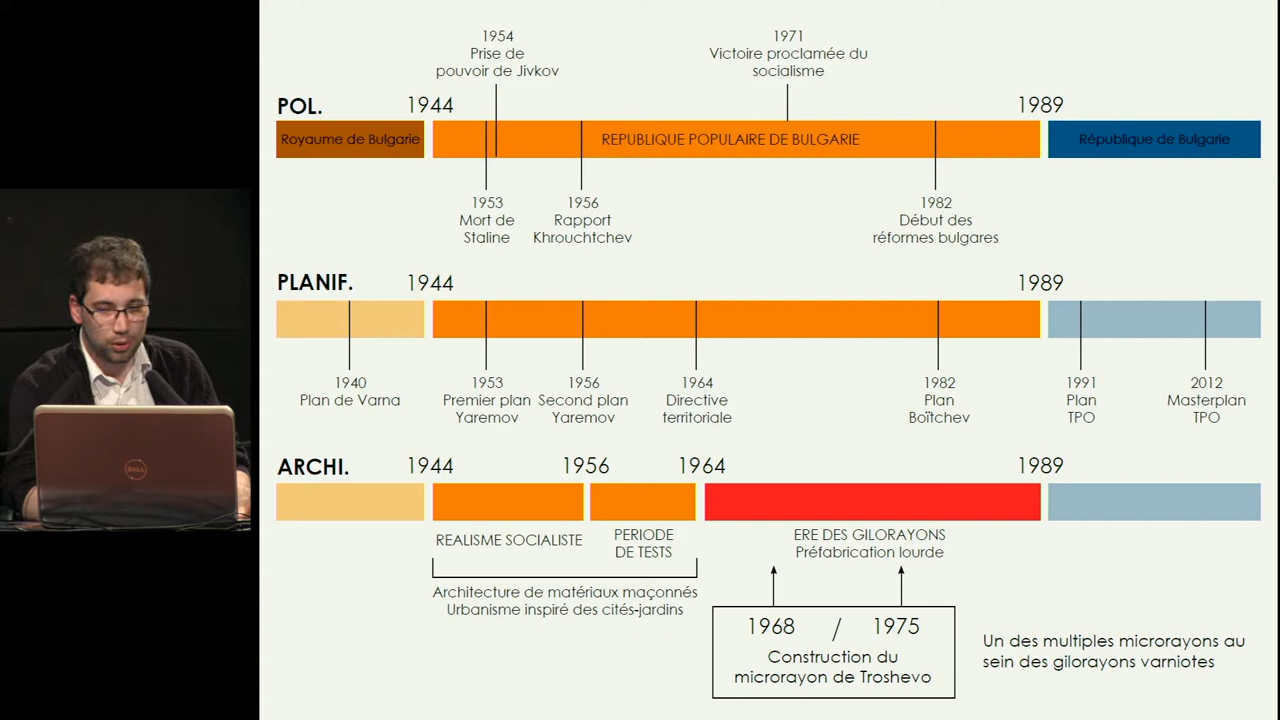 1954
Prise de
pouvoir de Jivkov
1971
Victoire proclamée du
socialisme
POL.
1944
1989
Royaume de Bulgarie
REPUBLIQUE POPULAIRE DE BULGARIE
République de Bulgarie
1953
Mort de
Staline
1956
Rapport
Khrouchtchev
1982
Début des
réformes bulgares
PLANIF.
1944
1989
1940
Plan de Varna
1953
Premier plan
Yaremov
1956
Second plan
Yaremov
1964
Directive
territoriale
1982
Plan
Boïtchev
1991
Plan
TPO
2012
Masterplan
TPO
ARCHI.
1944
1956
1964
1989
REALISME SOCIALISTE
PERIODE
DE TESTS
ERE DES GILORAYONS
Préfabrication lourde
Architecture de matériaux maçonnés
Urbanisme inspiré des cités-jardins
1968 / 1975
Construction du
microrayon de Troshevo
Un des multiples microrayons au
sein des gilorayons varniotes
DELL